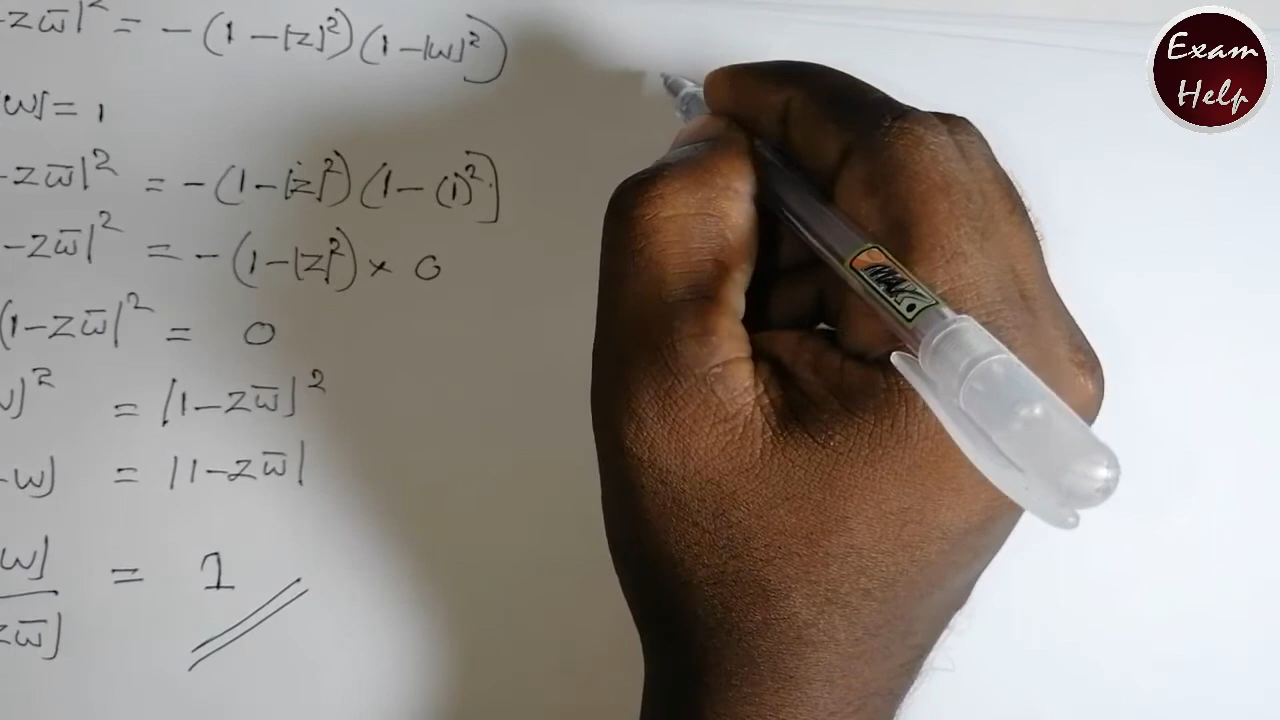 -zw̅|² = -(1-|z|²)(1-|w|²)
w| = 1
-zw̅|² = -(1-|z|²)(1-(1)²)
-zw̅|² = -(1-|z|²) × 0
|1-zw̅|² = 0
w|² = |1-zw̅|²
-w| = |1-zw̅|
w|
zw̅|
= 1
Exam
Help
MAX